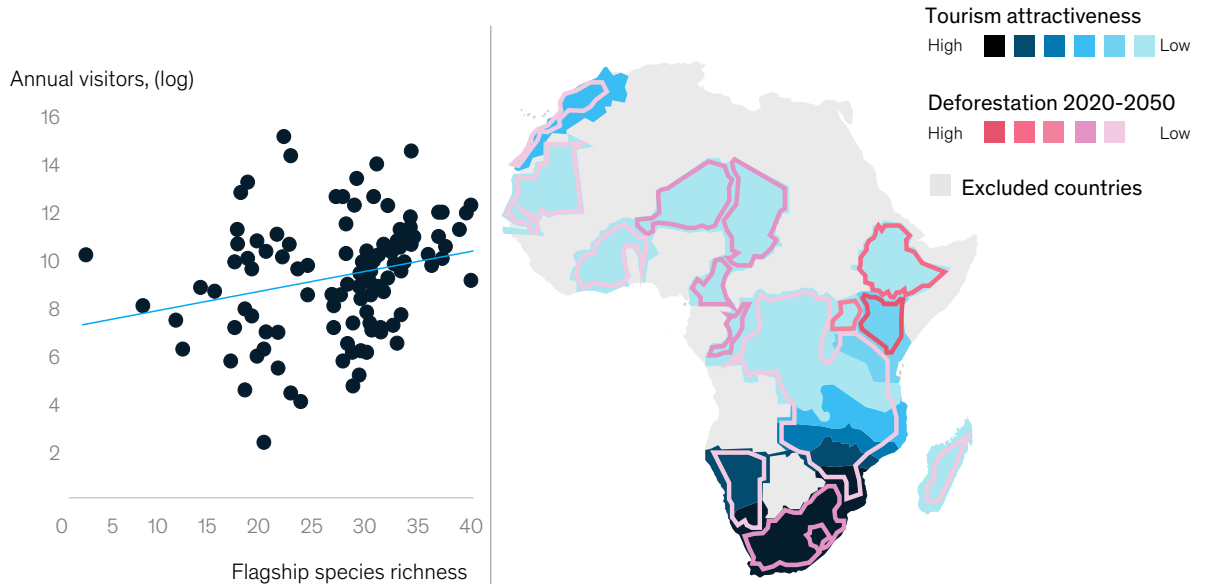 Annual visitors, (log)
16
14
12
10
8
6
4
2
0 5 10 15 20 25 30 35 40
Flagship species richness
Tourism attractiveness
High Low
Deforestation 2020-2050
High Low
Excluded countries